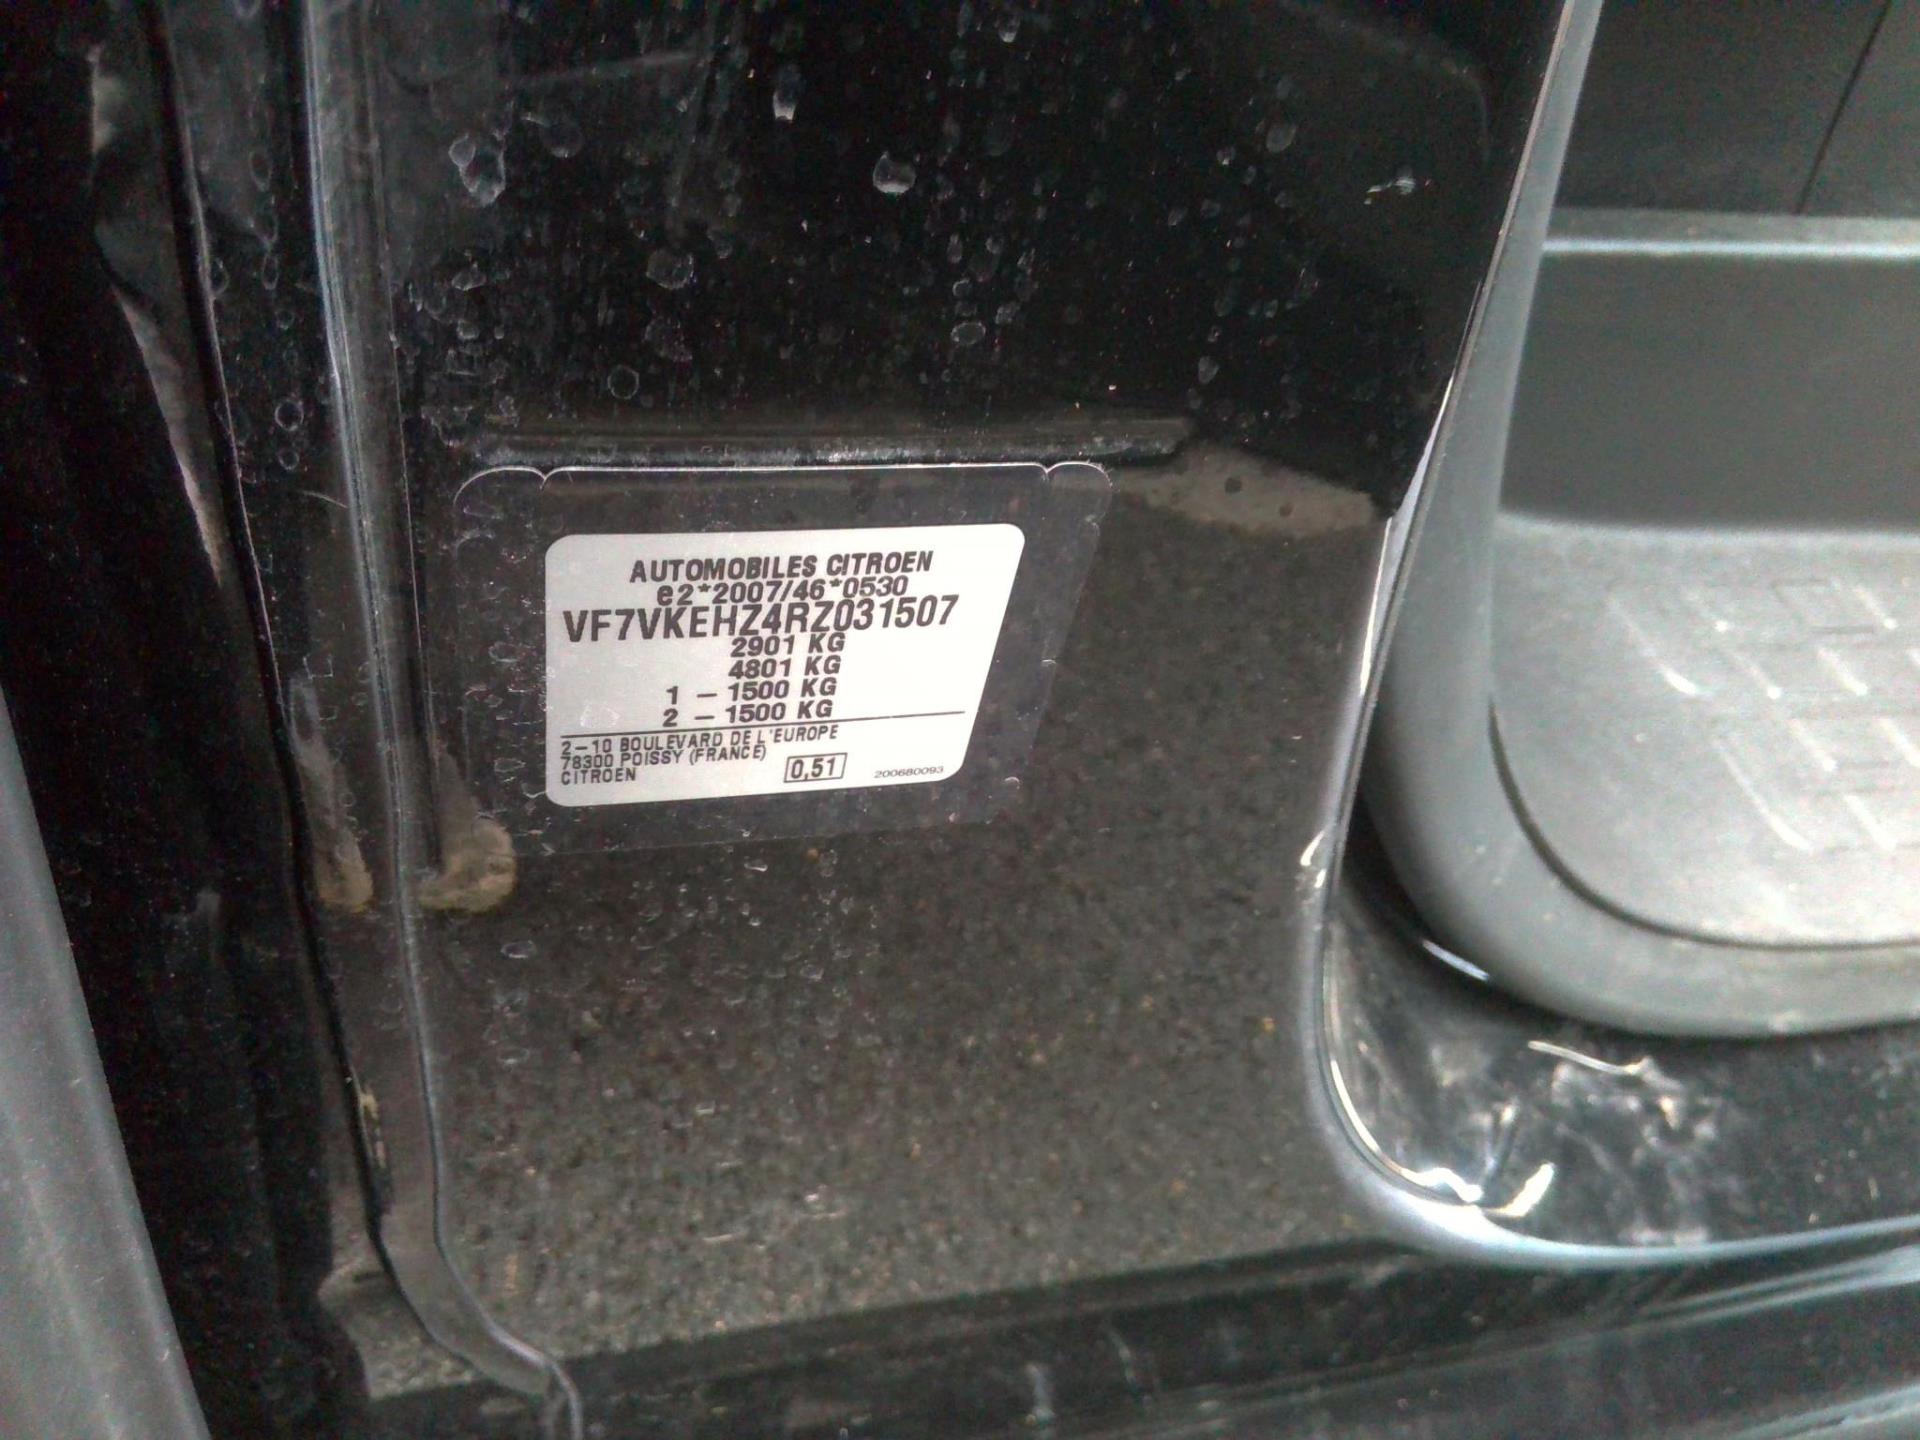 AUTOMOBILES CITROEN
e2*2007/46*0530
VF7VKEHZ4RZ031507
2901 KG
4801 KG
1 - 1500 KG
2 - 1500 KG
2-10 BOULEVARD DE L'EUROPE
78300 POISSY (FRANCE)
CITROEN
0,51
200680093